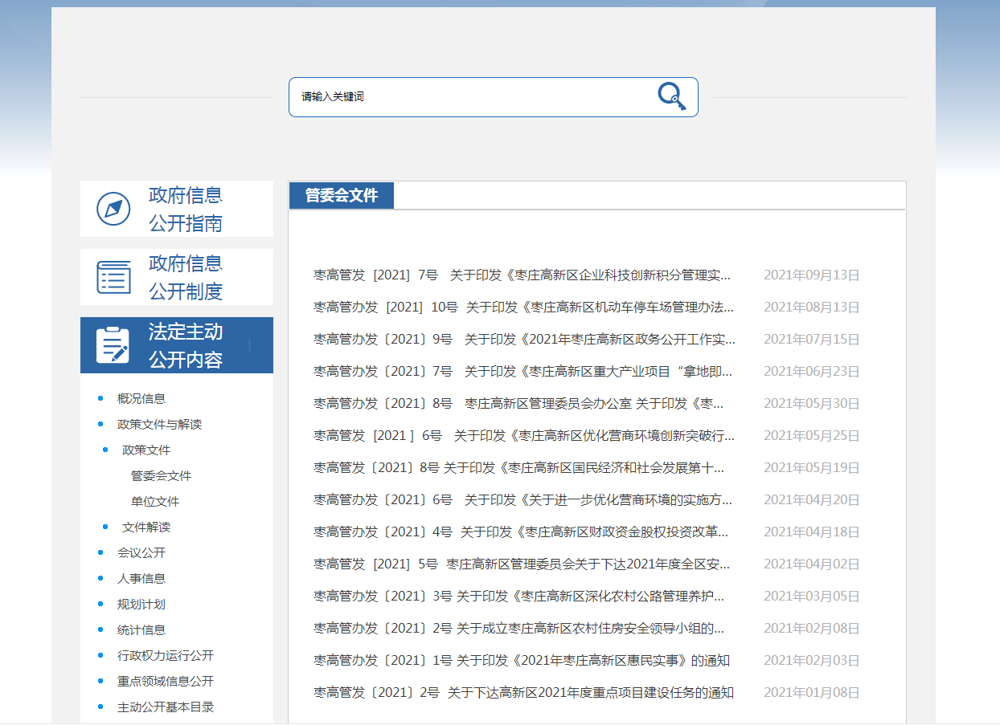 请输入关键词
政府信息
公开指南
政府信息
公开制度
法定主动
公开内容
概况信息
政策文件与解读
政策文件
管委会文件
单位文件
文件解读
会议公开
人事信息
规划计划
统计信息
行政权力运行公开
重点领域信息公开
主动公开基本目录
管委会文件
枣高管发 [2021] 7号 关于印发《枣庄高新区企业科技创新积分管理实... 2021年09月13日
枣高管办发 [2021] 10号 关于印发《枣庄高新区机动车停车场管理办法... 2021年08月13日
枣高管办发〔2021〕9号 关于印发《2021年枣庄高新区政务公开工作实... 2021年07月15日
枣高管办发〔2021〕7号 关于印发《枣庄高新区重大产业项目“拿地即... 2021年06月23日
枣高管办发〔2021〕8号 枣庄高新区管理委员会办公室 关于印发《枣... 2021年05月30日
枣高管发 [2021 ] 6号 关于印发《枣庄高新区优化营商环境创新突破行... 2021年05月25日
枣高管发〔2021〕8号 关于印发《枣庄高新区国民经济和社会发展第十... 2021年05月19日
枣高管办发〔2021〕6号 关于印发《关于进一步优化营商环境的实施方... 2021年04月20日
枣高管办发〔2021〕4号 关于印发《枣庄高新区财政资金股权投资改革... 2021年04月18日
枣高管发 [2021] 5号 枣庄高新区管理委员会关于下达2021年度全区安... 2021年04月02日
枣高管办发〔2021〕3号 关于印发《枣庄高新区深化农村公路管理养护... 2021年03月05日
枣高管办发〔2021〕2号 关于成立枣庄高新区农村住房安全领导小组的... 2021年02月08日
枣高管办发〔2021〕1号 关于印发《2021年枣庄高新区惠民实事》的通知 2021年02月03日
枣高管发〔2021〕2号 关于下达高新区2021年度重点项目建设任务的通知 2021年01月08日